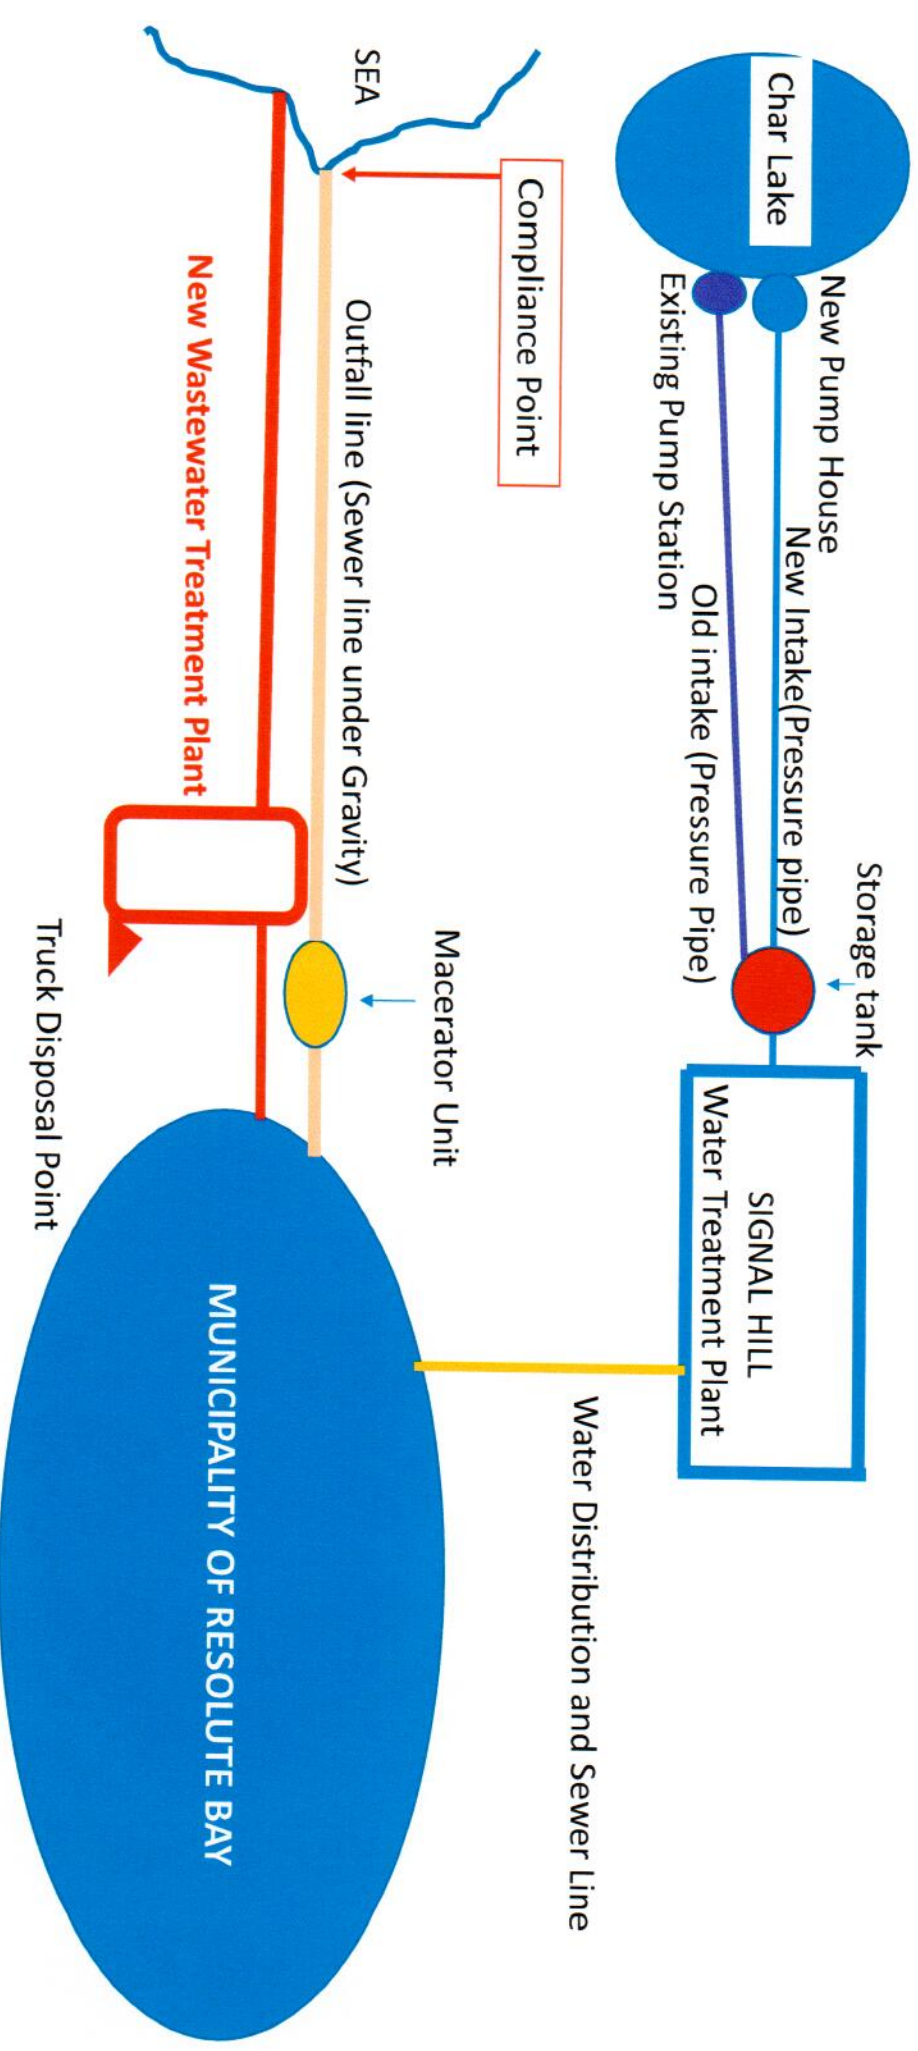 Char Lake
New Pump House
New Intake(Pressure pipe)
Storage tank
Existing Pump Station
Old intake (Pressure Pipe)
SIGNAL HILL
Water Treatment Plant
Compliance Point
Water Distribution and Sewer Line
SEA
Outfall line (Sewer line under Gravity)
Macerator Unit
New Wastewater Treatment Plant
MUNICIPALITY OF RESOLUTE BAY
Truck Disposal Point